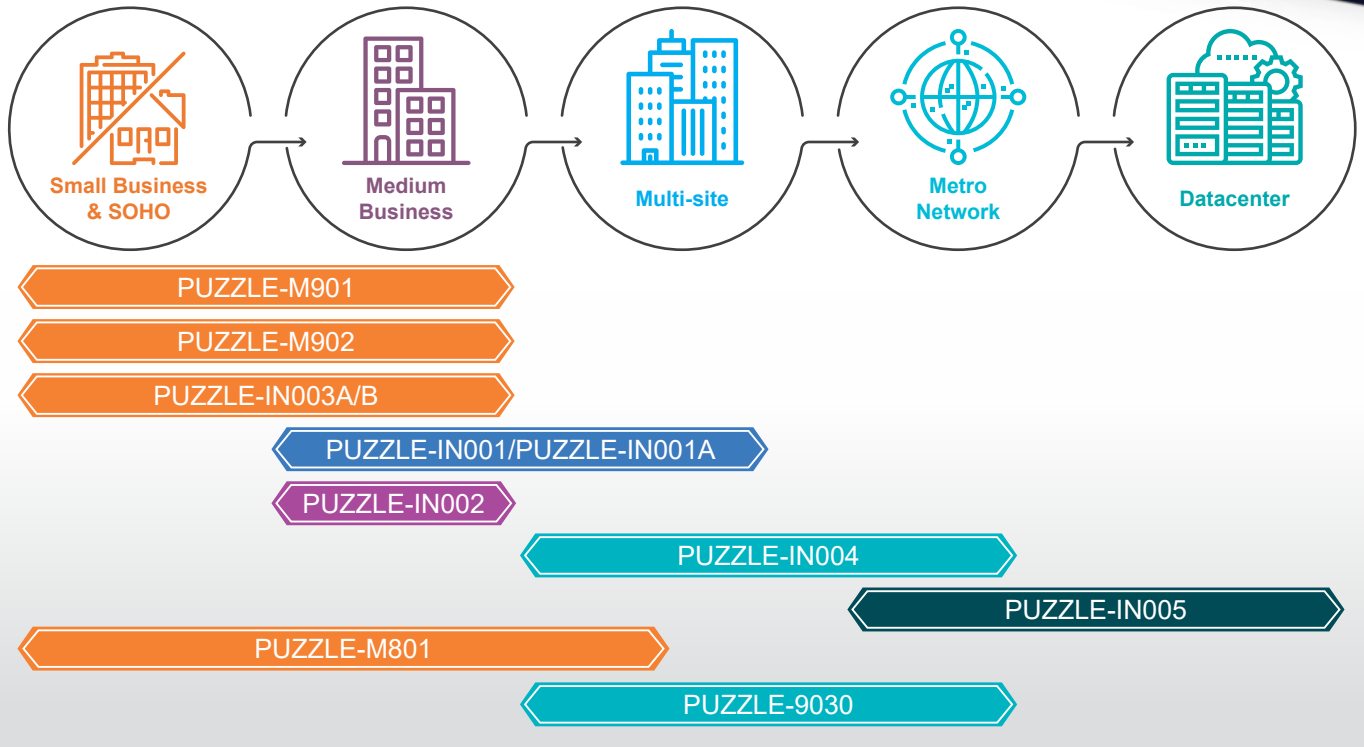 Small Business
& SOHO
Medium
Business
Multi-site
Metro
Network
Datacenter
PUZZLE-M901
PUZZLE-M902
PUZZLE-IN003A/B
PUZZLE-IN001/PUZZLE-IN001A
PUZZLE-IN002
PUZZLE-IN004
PUZZLE-IN005
PUZZLE-M801
PUZZLE-9030